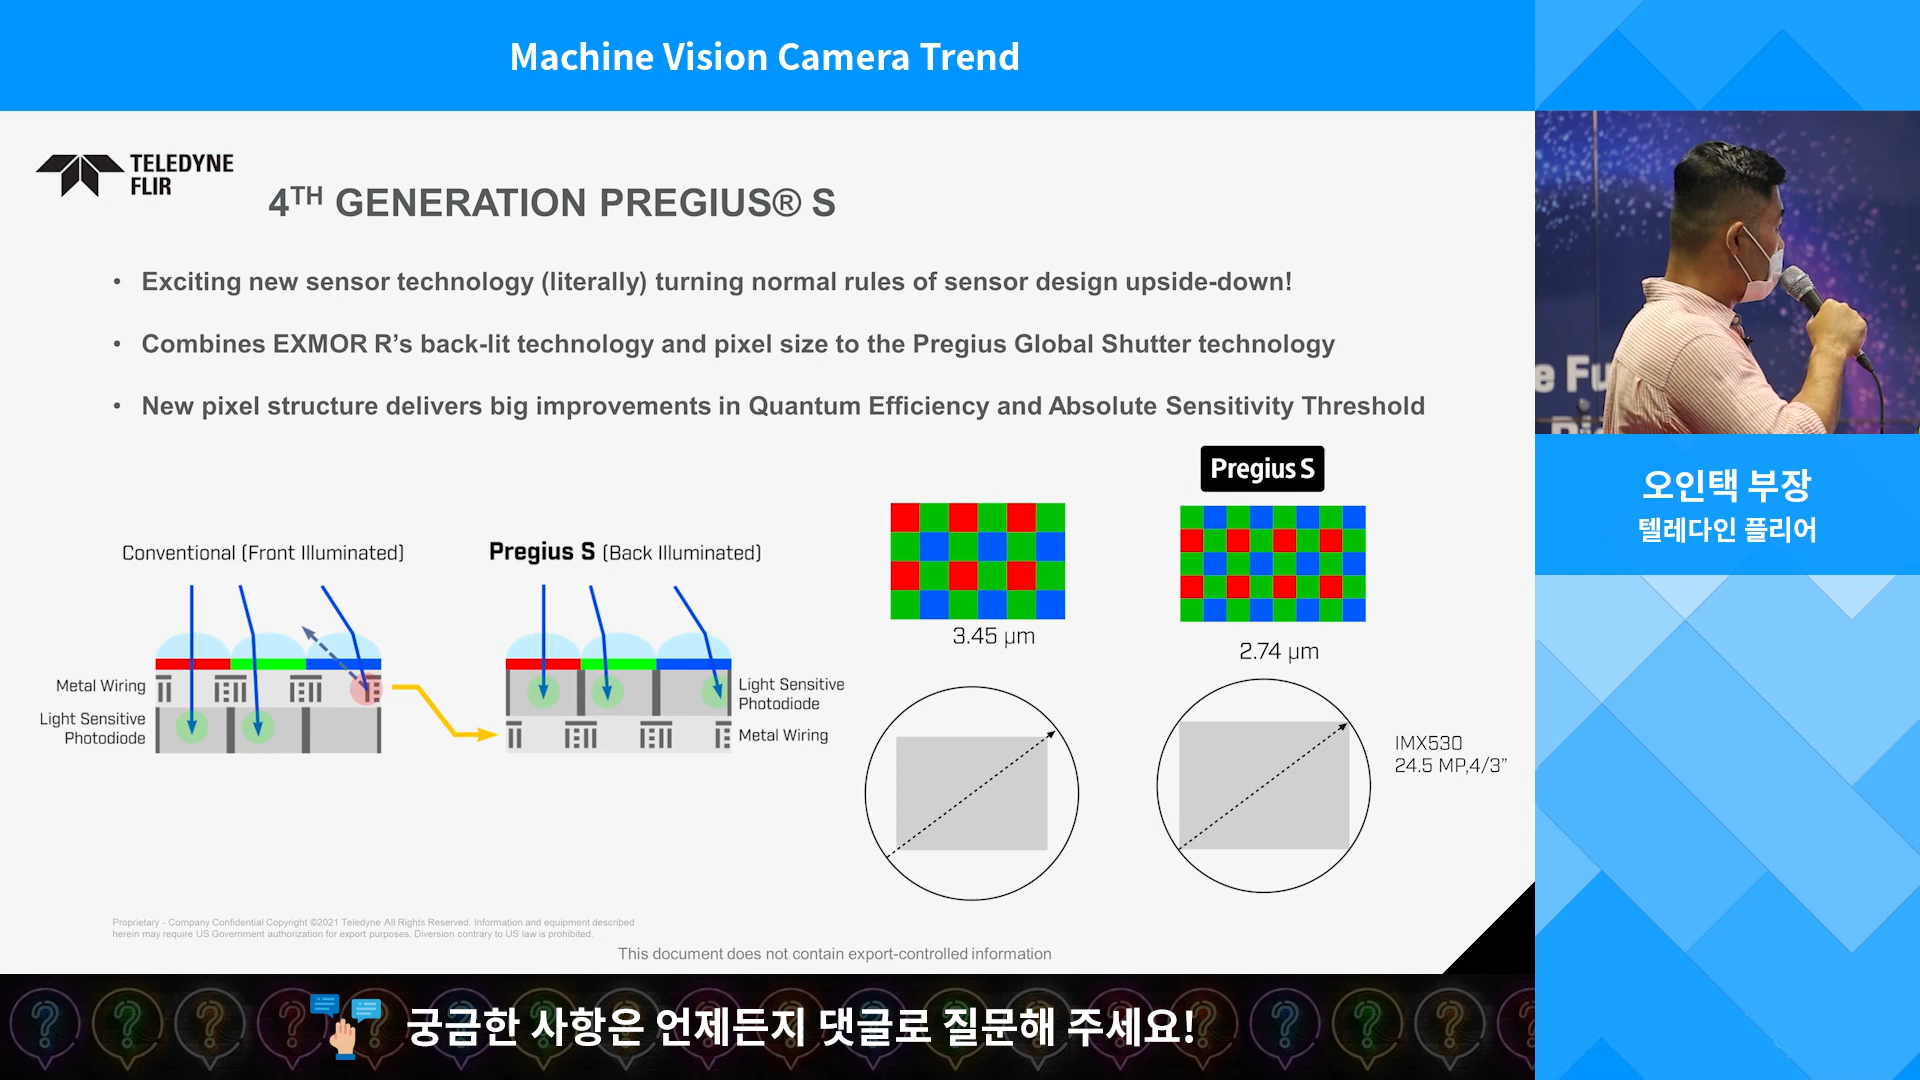 Machine Vision Camera Trend
TELEDYNE
FLIR
4TH GENERATION PREGIUS® S
• Exciting new sensor technology (literally) turning normal rules of sensor design upside-down!
• Combines EXMOR R’s back-lit technology and pixel size to the Pregius Global Shutter technology
• New pixel structure delivers big improvements in Quantum Efficiency and Absolute Sensitivity Threshold
Conventional (Front Illuminated)
Metal Wiring
Light Sensitive
Photodiode
Pregius S (Back Illuminated)
Light Sensitive
Photodiode
Metal Wiring
3.45 µm
Pregius S
2.74 µm
IMX530
24.5 MP,4/3”
Proprietary - Company Confidential Copyright ©2021 Teledyne All Rights Reserved. Information and equipment described
herein may require US Government authorization for export purposes. Diversion contrary to US law is prohibited.
This document does not contain export-controlled information
오인택 부장
텔레다인 플리어
궁금한 사항은 언제든지 댓글로 질문해 주세요!